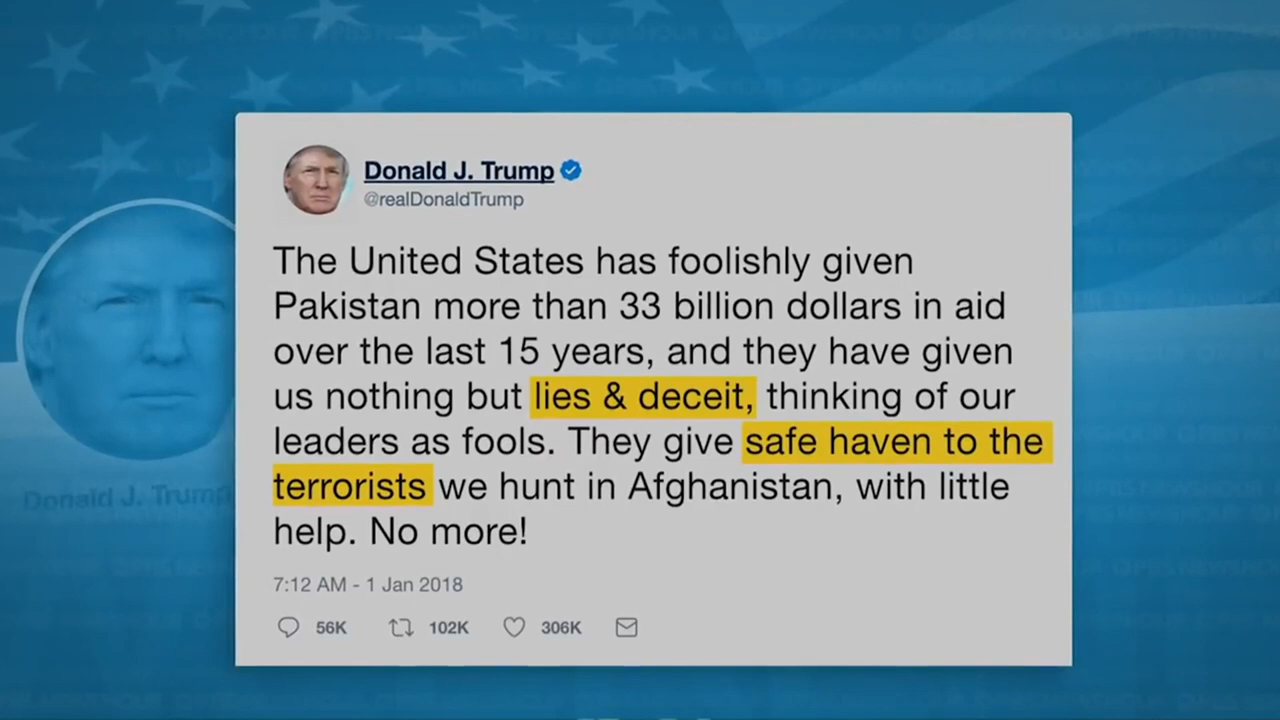 Donald J. Trump
@realDonaldTrump
The United States has foolishly given
Pakistan more than 33 billion dollars in aid
over the last 15 years, and they have given
us nothing but lies & deceit, thinking of our
leaders as fools. They give safe haven to the
terrorists we hunt in Afghanistan, with little
help. No more!
7:12 AM - 1 Jan 2018
56K 102K 306K
Donald J. Trump